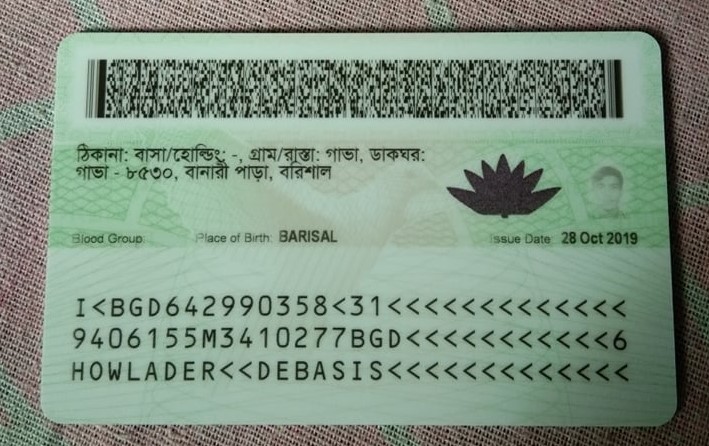 ঠিকানা: বাসা/হোল্ডিং: -, গ্রাম/রাস্তা: গাভা, ডাকঘর:
গাভা - ৮৫৩০, বানারী পাড়া, বরিশাল
Blood Group: Place of Birth: BARISAL Issue Date: 28 Oct 2019
I<BGD642990358<31<<<<<<<<<<<<<
9406155M3410277BGD<<<<<<<<<<<6
HOWLADER<<DEBASIS<<<<<<<<<<<<<